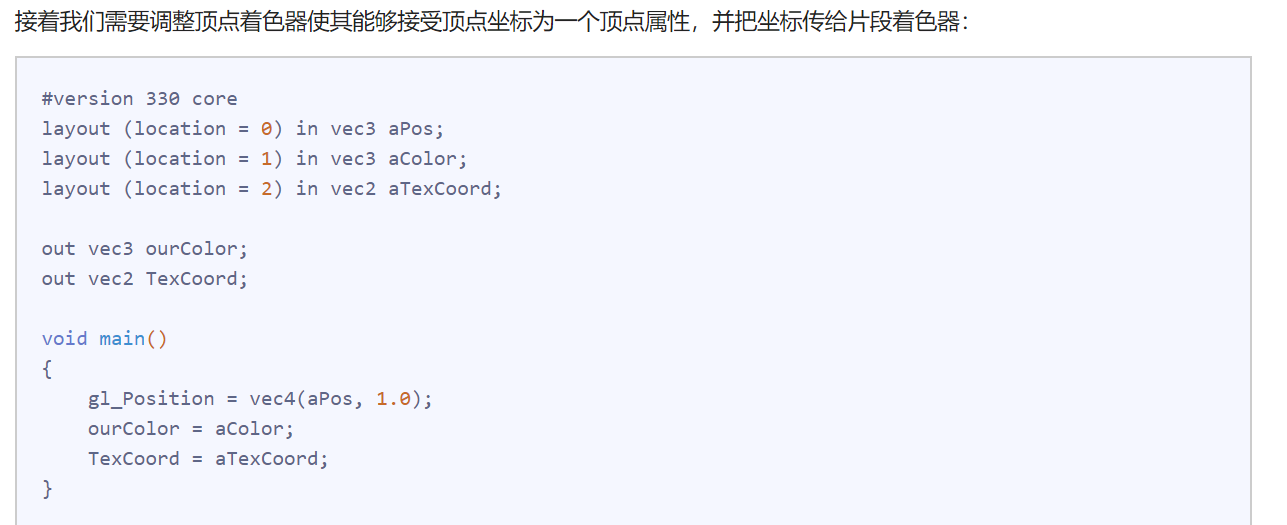 接着我们需要调整顶点着色器使其能够接受顶点坐标为一个顶点属性，并把坐标传给片段着色器：
#version 330 core
layout (location = 0) in vec3 aPos;
layout (location = 1) in vec3 aColor;
layout (location = 2) in vec2 aTexCoord;
out vec3 ourColor;
out vec2 TexCoord;
void main()
{
    gl_Position = vec4(aPos, 1.0);
    ourColor = aColor;
    TexCoord = aTexCoord;
}